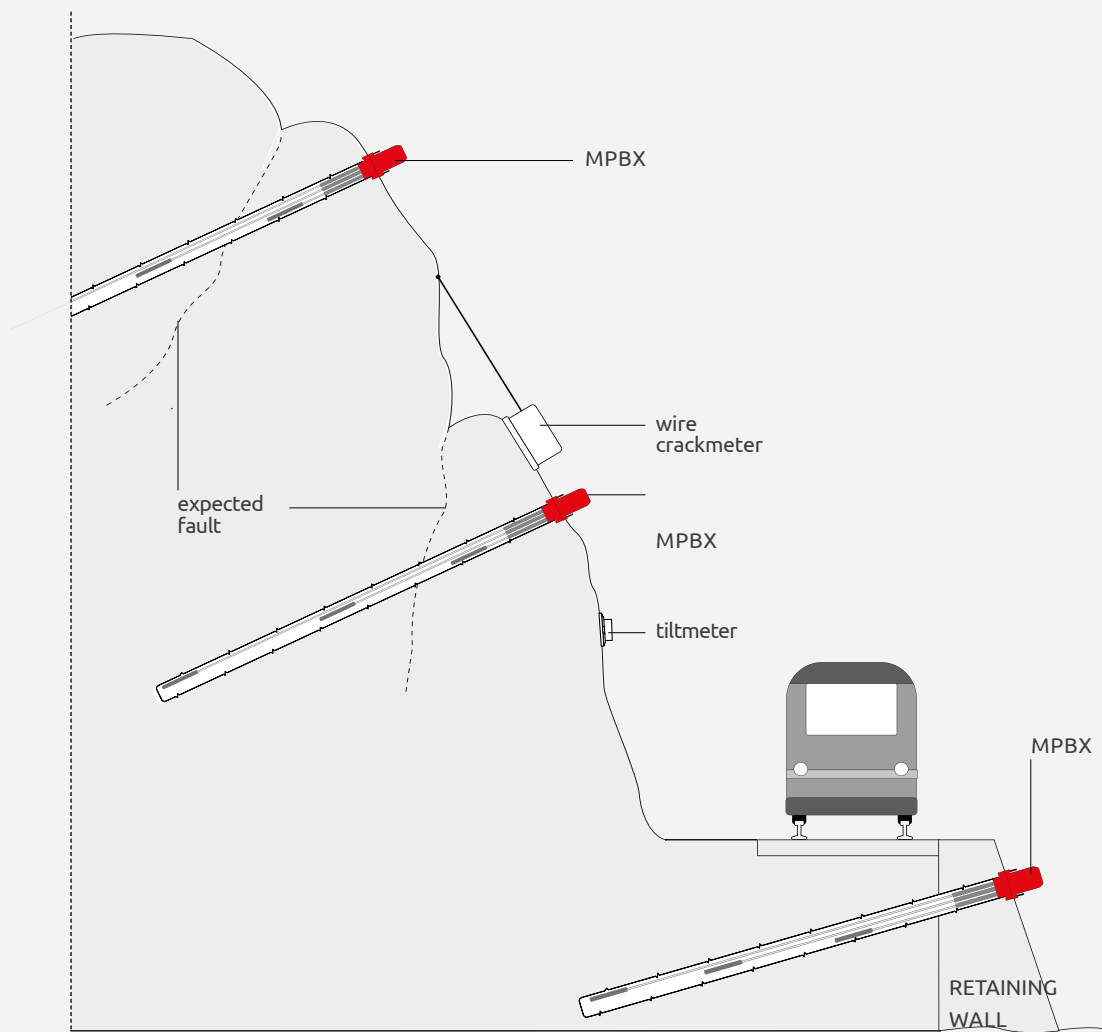 MPBX
wire
crackmeter
expected
fault
MPBX
tiltmeter
MPBX
RETAINING
WALL